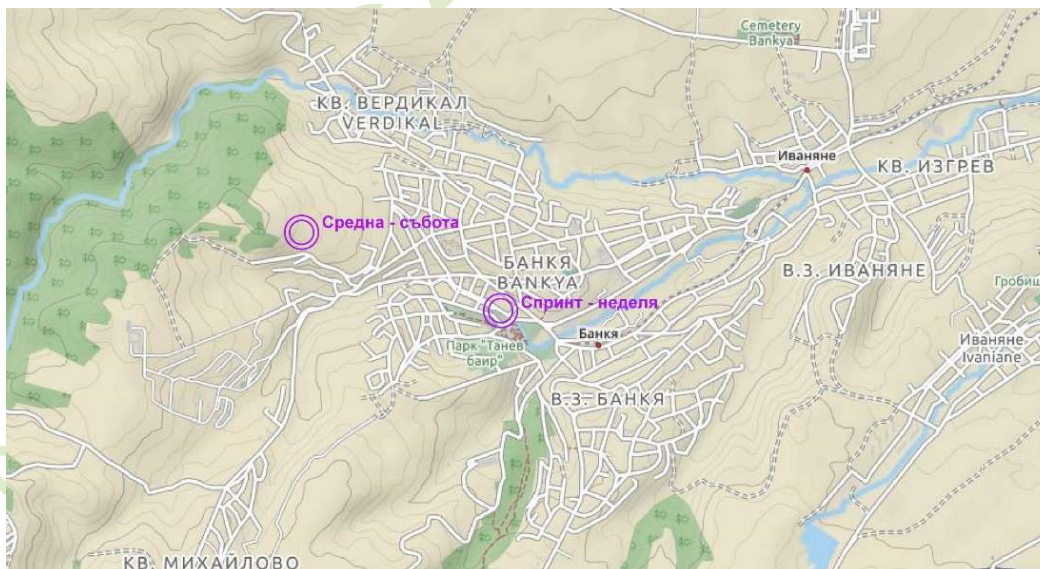 Cemetery
Bankya
КВ. ВЕРДИКАЛ
VERDIKAL
Иваняне
КВ. ИЗГРЕВ
Средна - събота
БАНКЯ
BANKYA
В.З. ИВАНЯНЕ
Гробищ
Спринт - неделя
Банкя
Парк "Танев
баир"
Иваняне
Ivaniane
В.З. БАНКЯ
КВ. МИХАЙЛОВО